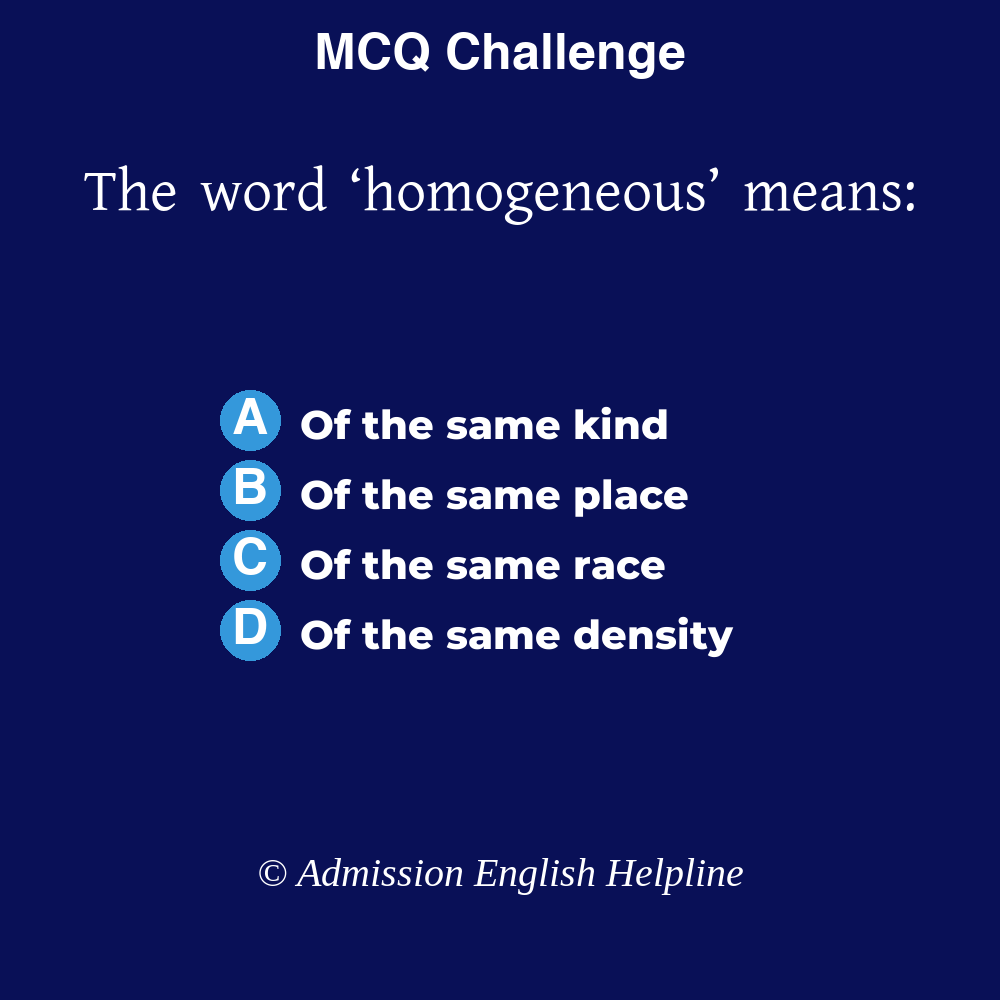 MCQ Challenge
The word ‘homogeneous’ means:
A Of the same kind
B Of the same place
C Of the same race
D Of the same density
© Admission English Helpline